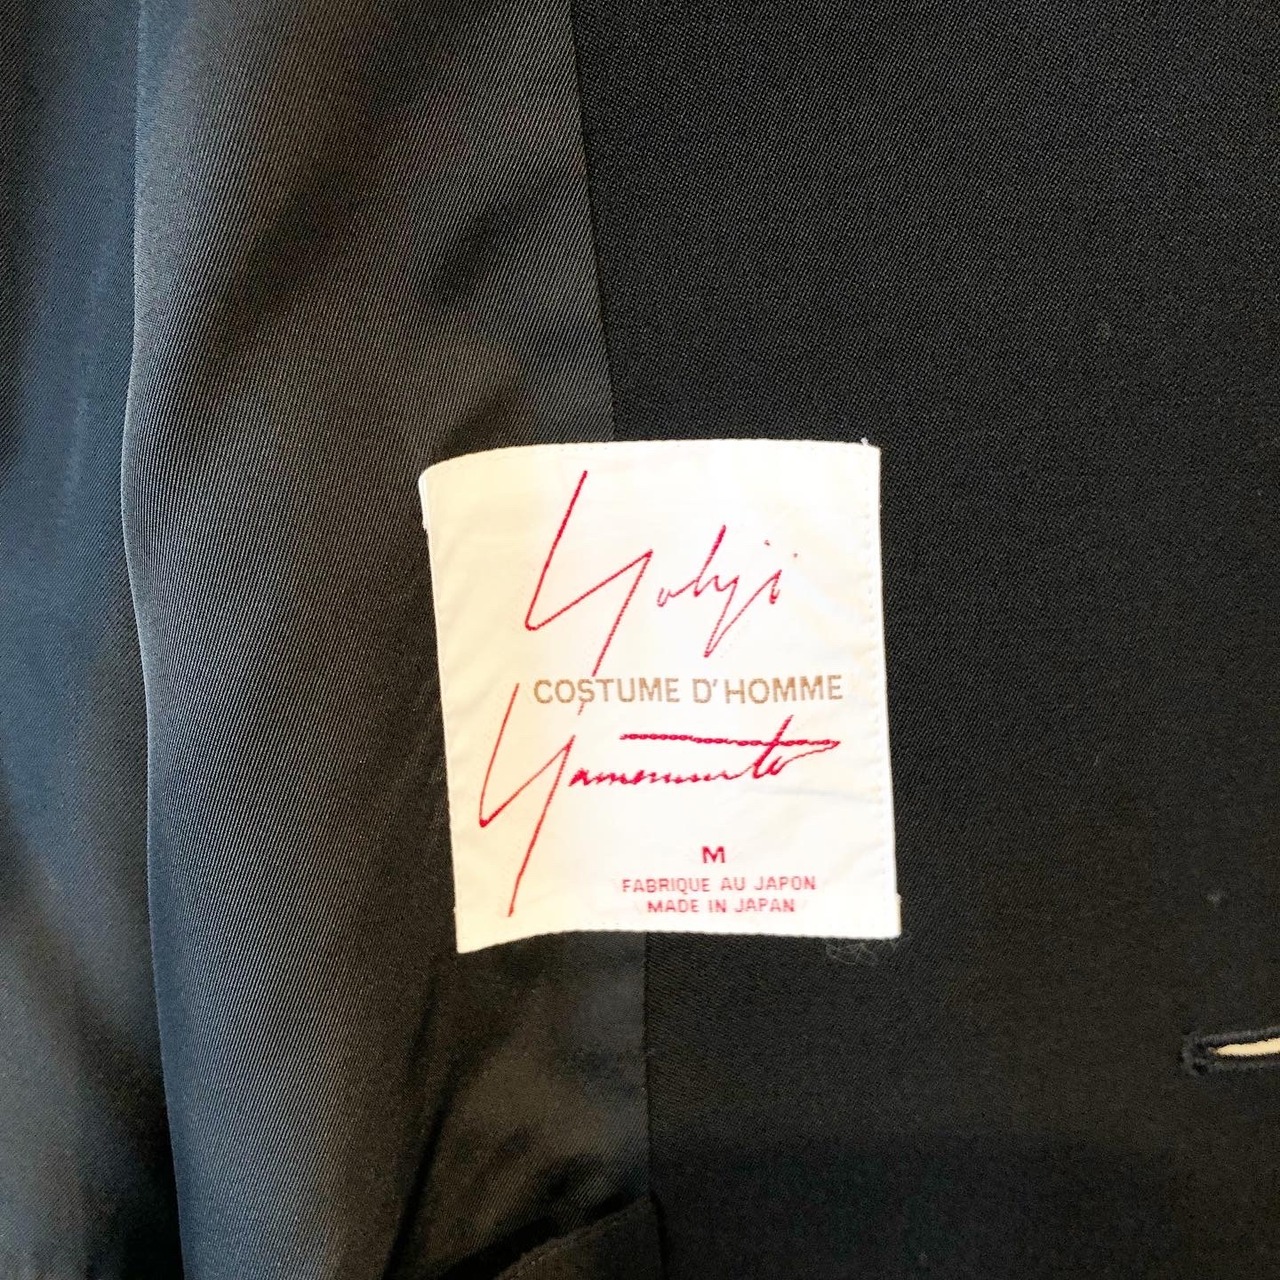 Yohji
COSTUME D'HOMME
Yamamoto
M
FABRIQUE AU JAPON
MADE IN JAPAN